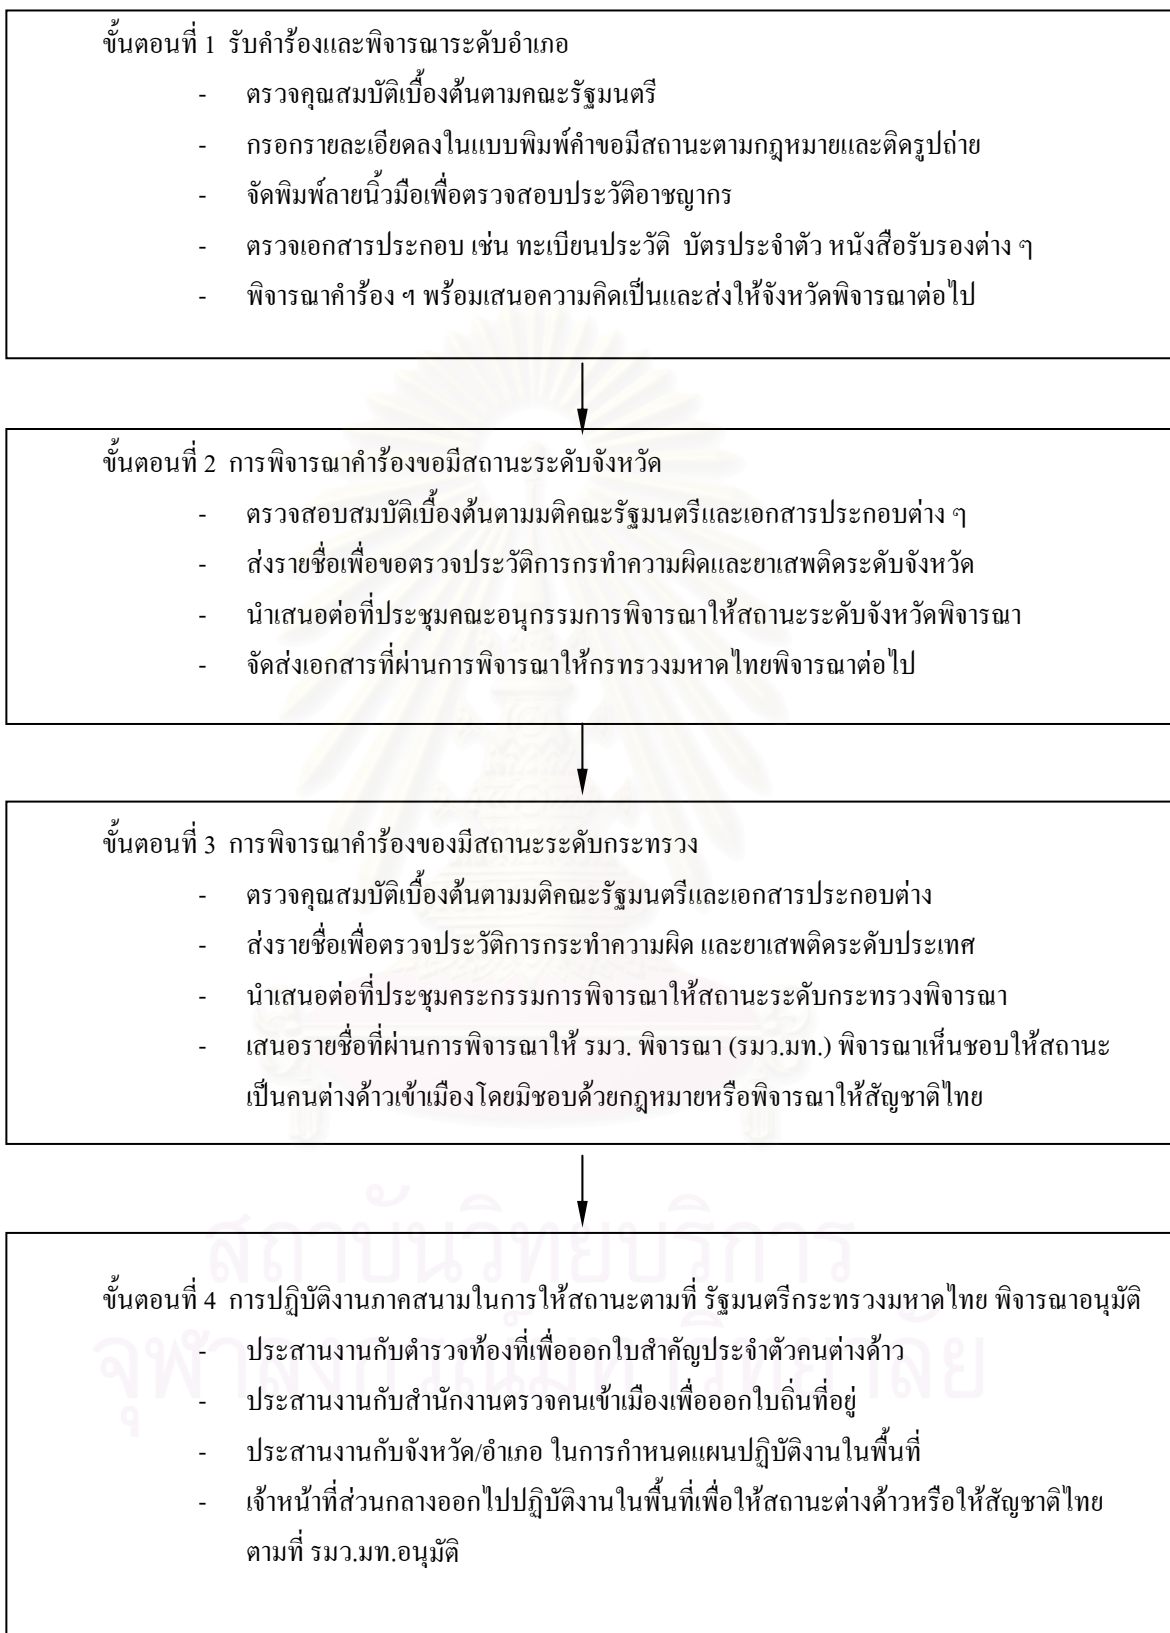 ขั้นตอนที่ 1 รับคำร้องและพิจารณาระดับอำเภอ
- ตรวจคุณสมบัติเบื้องต้นตามคณะรัฐมนตรี
- กรอกรายละเอียดลงในแบบพิมพ์คำขอมีสถานะตามกฎหมายและติดรูปถ่าย
- จัดพิมพ์ลายนิ้วมือเพื่อตรวจสอบประวัติอาชญากร
- ตรวจเอกสารประกอบ เช่น ทะเบียนประวัติ บัตรประจำตัว หนังสือรับรองต่าง ๆ
- พิจารณาคำร้อง ฯ พร้อมเสนอความคิดเป็นและส่งให้จังหวัดพิจารณาต่อไป
ขั้นตอนที่ 2 การพิจารณาคำร้องขอมีสถานะระดับจังหวัด
- ตรวจสอบสมบัติเบื้องต้นตามมติคณะรัฐมนตรีและเอกสารประกอบต่าง ๆ
- ส่งรายชื่อเพื่อขอตรวจประวัติการกรทำความผิดและยาเสพติดระดับจังหวัด
- นำเสนอต่อที่ประชุมคณะอนุกรรมการพิจารณาให้สถานะระดับจังหวัดพิจารณา
- จัดส่งเอกสารที่ผ่านการพิจารณาให้กรทรวงมหาดไทยพิจารณาต่อไป
ขั้นตอนที่ 3 การพิจารณาคำร้องของมีสถานะระดับกระทรวง
- ตรวจคุณสมบัติเบื้องต้นตามมติคณะรัฐมนตรีและเอกสารประกอบต่าง
- ส่งรายชื่อเพื่อตรวจประวัติการกระทำความผิด และยาเสพติดระดับประเทศ
- นำเสนอต่อที่ประชุมคระกรรมการพิจารณาให้สถานะระดับกระทรวงพิจารณา
- เสนอรายชื่อที่ผ่านการพิจารณาให้ รมว. พิจารณา (รมว.มท.) พิจารณาเห็นชอบให้สถานะ
เป็นคนต่างด้าวเข้าเมืองโดยมิชอบด้วยกฎหมายหรือพิจารณาให้สัญชาติไทย
สถาบันวิทยบริการ
จุฬาลงกรณ์มหาวิทยาลัย
ขั้นตอนที่ 4 การปฏิบัติงานภาคสนามในการให้สถานะตามที่ รัฐมนตรีกระทรวงมหาดไทย พิจารณาอนุมัติ
- ประสานงานกับตำรวจท้องที่เพื่อออกใบสำคัญประจำตัวคนต่างด้าว
- ประสานงานกับสำนักงานตรวจคนเข้าเมืองเพื่อออกใบถิ่นที่อยู่
- ประสานงานกับจังหวัด/อำเภอ ในการกำหนดแผนปฏิบัติงานในพื้นที่
- เจ้าหน้าที่ส่วนกลางออกไปปฏิบัติงานในพื้นที่เพื่อให้สถานะต่างด้าวหรือให้สัญชาติไทย
ตามที่ รมว.มท.อนุมัติ